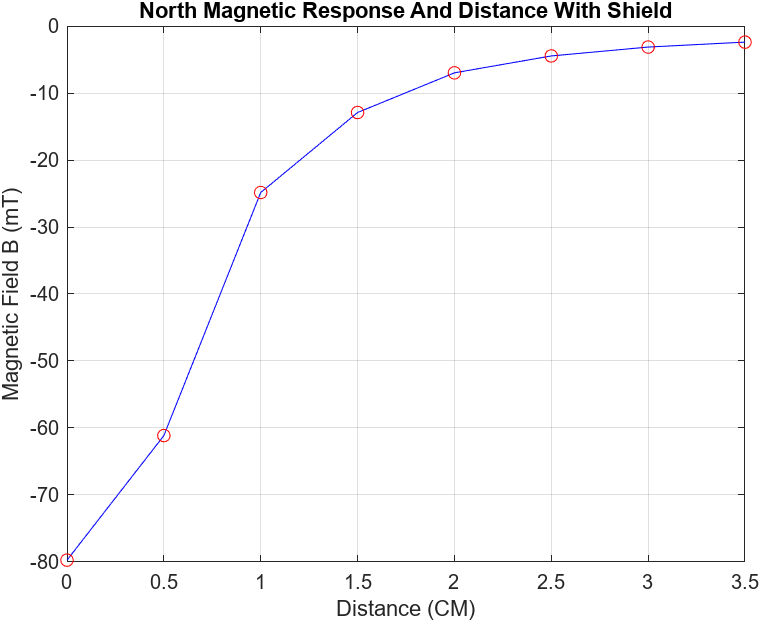 North Magnetic Response And Distance With Shield
Magnetic Field B (mT)
0
-10
-20
-30
-40
-50
-60
-70
-80
0 0.5 1 1.5 2 2.5 3 3.5
Distance (CM)